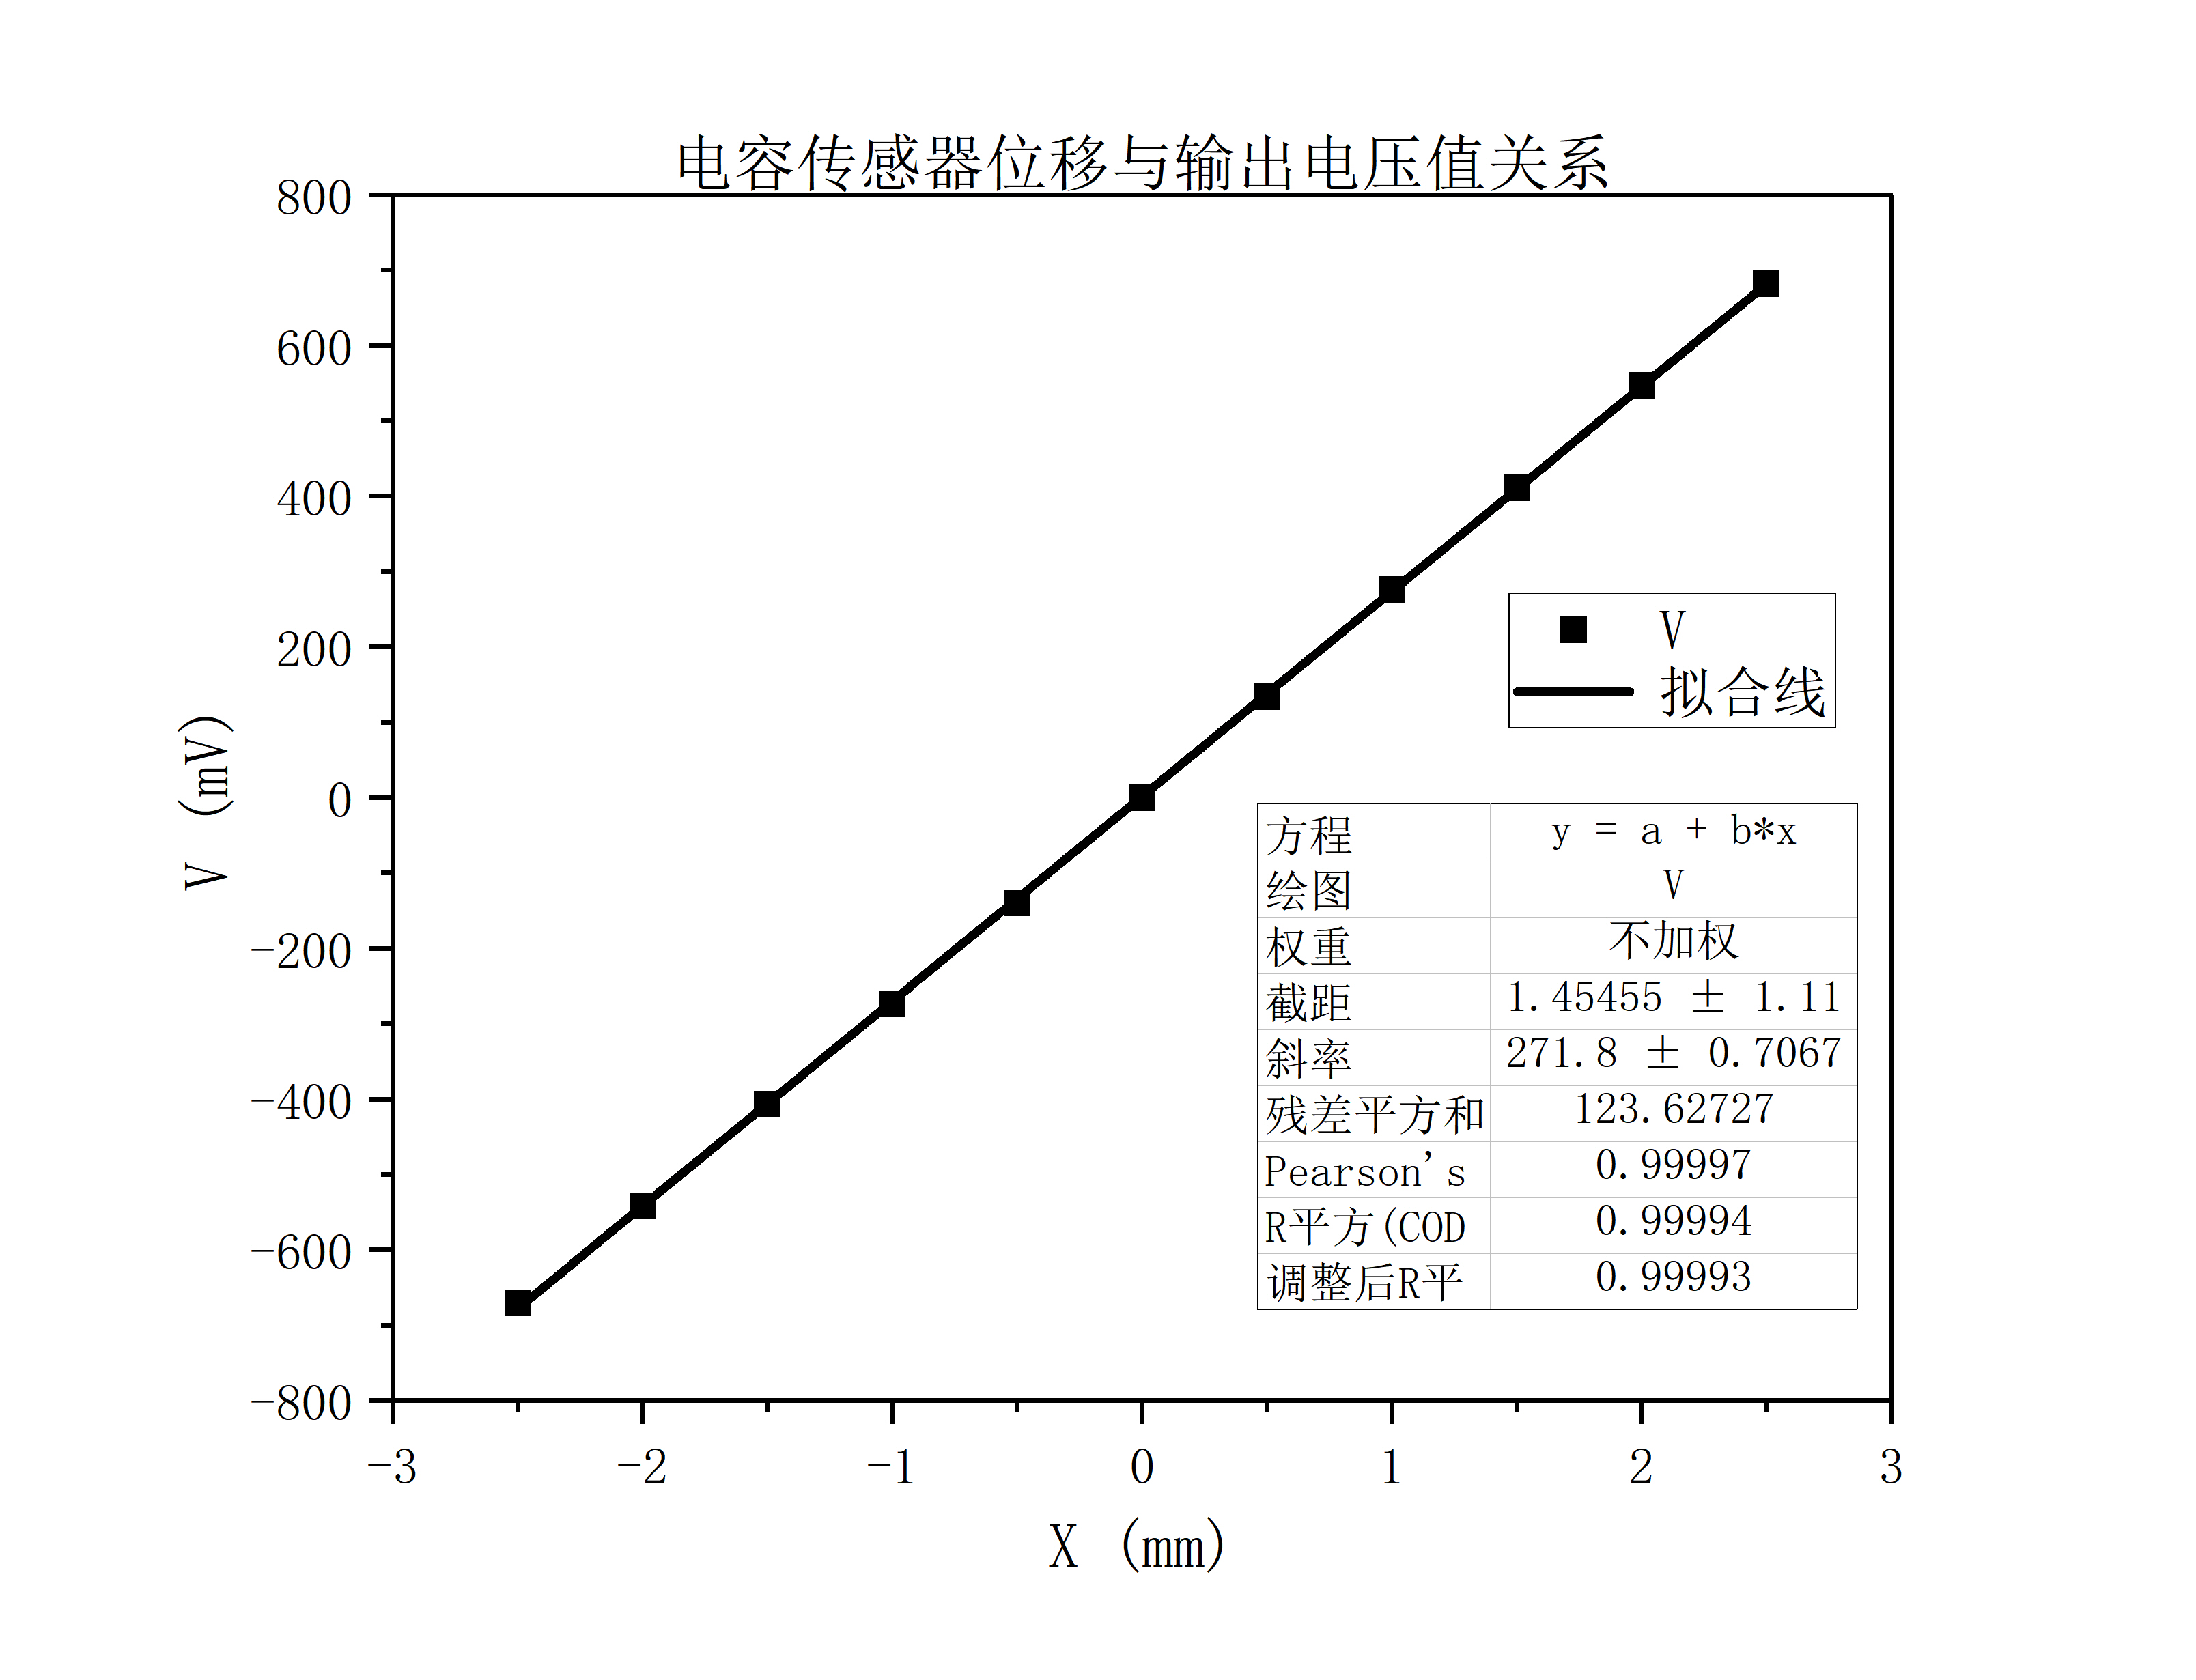 电容传感器位移与输出电压值关系
800
600
400
200
0
-200
-400
-600
-800
V (mV)
-3 -2 -1 0 1 2 3
X (mm)
V
拟合线
方程 y = a + b*x
绘图 V
权重 不加权
截距 1.45455 ± 1.11
斜率 271.8 ± 0.7067
残差平方和 123.62727
Pearson's 0.99997
R平方(COD 0.99994
调整后R平 0.99993